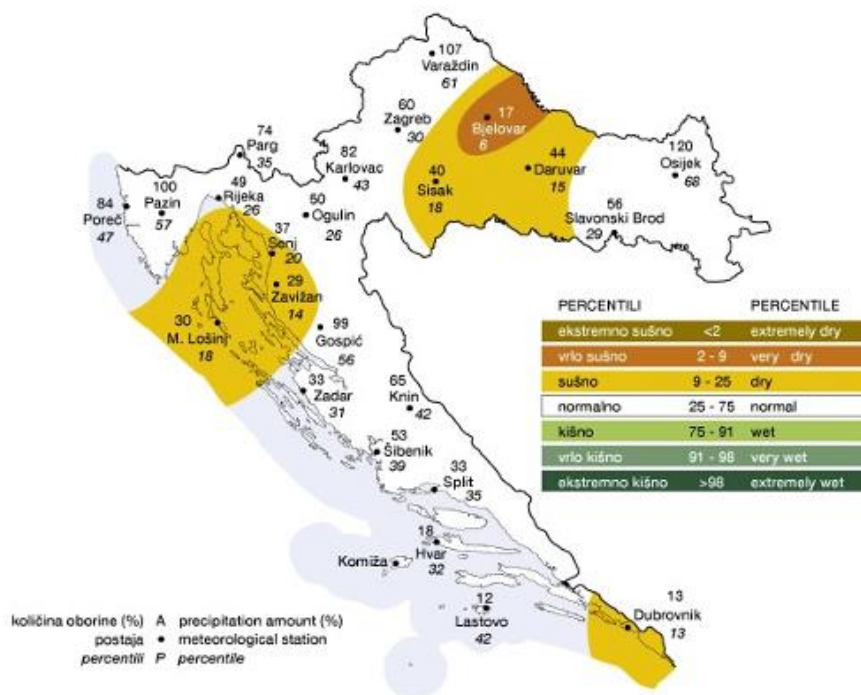 107
Varaždin
61
17
Bjelovar
6
60
Zagreb
30
74
Parg
35
82
Karlovac
43
40
Sisak
18
44
Daruvar
15
120
Osijek
68
100
Pazin
57
49
Rijeka
26
50
Ogulin
26
56
Slavonski Brod
29
84
Poreč
47
37
Senj
20
29
Zavižan
14
30
M. Lošinj
18
99
Gospić
56
33
Zadar
31
65
Knin
42
53
Šibenik
39
33
Split
35
18
Hvar
32
Komiža
12
Lastovo
42
13
Dubrovnik
13
PERCENTILI PERCENTILE
ekstremno sušno <2 extremely dry
vrlo sušno 2 - 9 very dry
sušno 9 - 25 dry
normalno 25 - 75 normal
kišno 75 - 91 wet
vrlo kišno 91 - 98 very wet
ekstremno kišno >98 extremely wet
količina oborine (%) A precipitation amount (%)
postaja • meteorological station
percentili P percentile